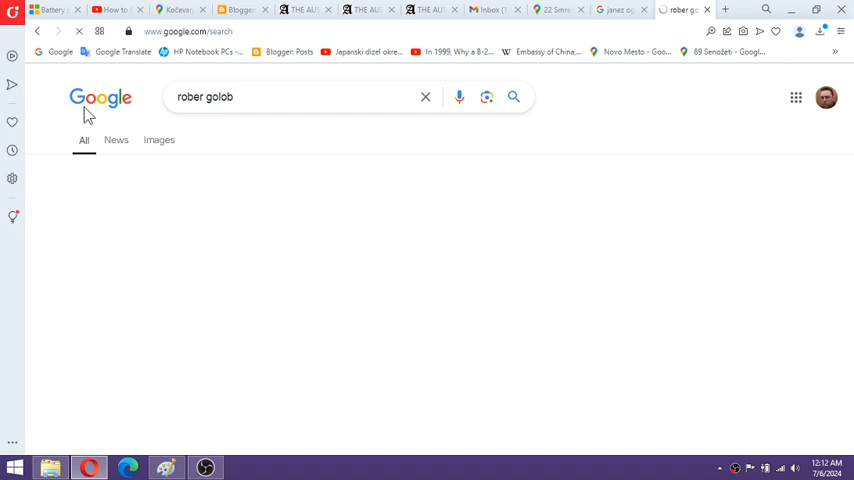 Battery p How to Kočevar Blogger: THE AUS THE AUS THE AUS Inbox (1 22 Smre janez og rober go
www.google.com/search
Google Google Translate HP Notebook PCs -... Blogger: Posts Japanski dizel okre... In 1999, Why a B-2... Embassy of China,... Novo Mesto - Goo... 89 Senožeti - Googl... »
Google rober golob
All News Images
12:12 AM
7/6/2024